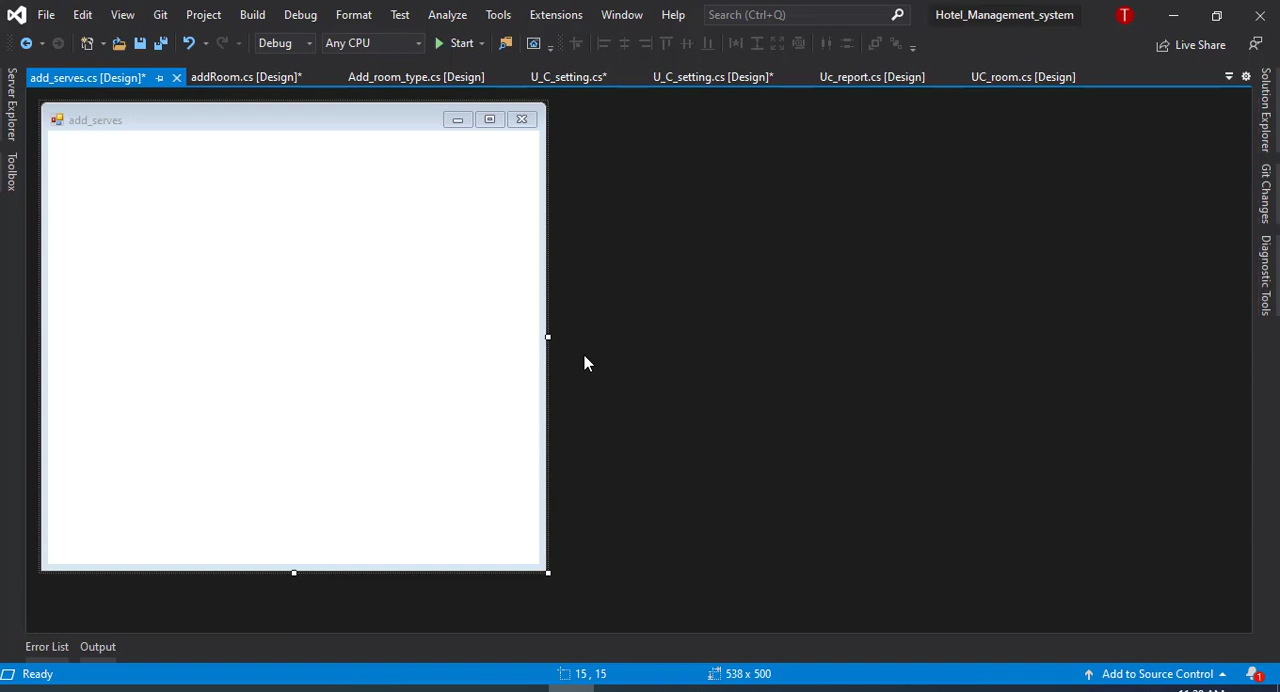 File Edit View Git Project Build Debug Format Test Analyze Tools Extensions Window Help Search (Ctrl+Q) Hotel_Management_system T
Debug Any CPU Start Live Share
add_serves.cs [Design]* addRoom.cs [Design]* Add_room_type.cs [Design] U_C_setting.cs* U_C_setting.cs [Design]* Uc_report.cs [Design] UC_room.cs [Design]
Server Explorer
Toolbox
add_serves
Solution Explorer
Git Changes
Diagnostic Tools
Error List Output
Ready 15 , 15 538 x 500 Add to Source Control 1